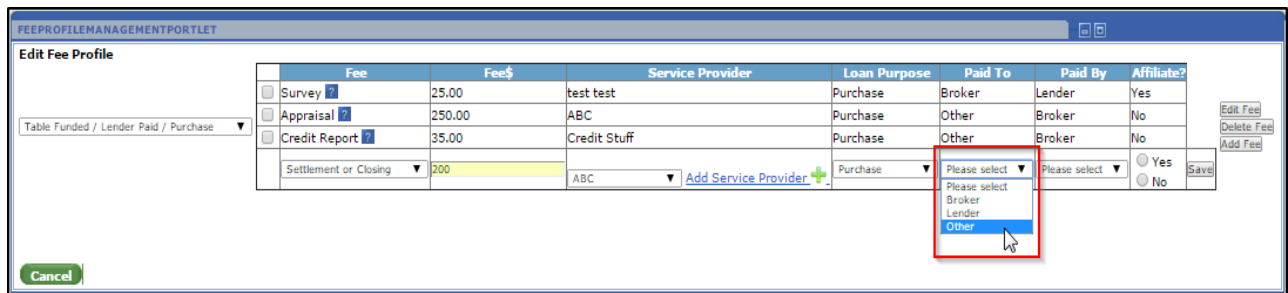 FEEPROFILEMANAGEMENTPORTLET
Edit Fee Profile
Fee Fee$ Service Provider Loan Purpose Paid To Paid By Affiliate?
Survey ? 25.00 test test Purchase Broker Lender Yes
Appraisal ? 250.00 ABC Purchase Other Broker No
Edit Fee
Table Funded / Lender Paid / Purchase
Delete Fee
Credit Report ? 35.00 Credit Stuff Purchase Other Broker No
Add Fee
Settlement or Closing 200 ABC Add Service Provider Purchase Please select Please select Yes
No
Save
Please select
Broker
Lender
Other
Cancel